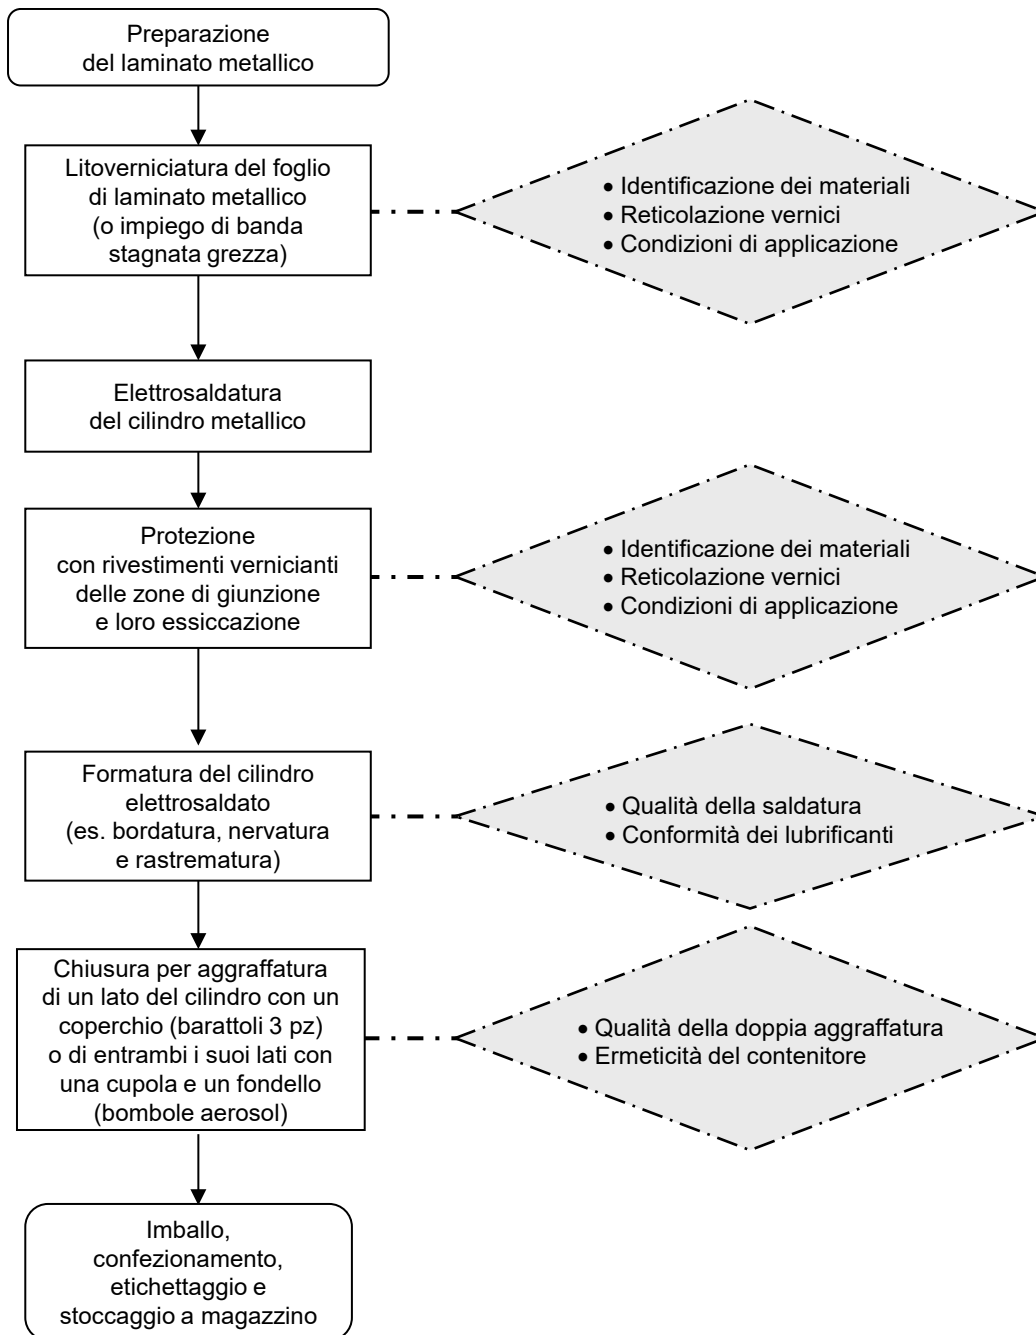 Preparazione
del laminato metallico
Litoverniciatura del foglio
di laminato metallico
(o impiego di banda
stagnata grezza)
• Identificazione dei materiali
• Reticolazione vernici
• Condizioni di applicazione
Elettrosaldatura
del cilindro metallico
Protezione
con rivestimenti vernicianti
delle zone di giunzione
e loro essiccazione
• Identificazione dei materiali
• Reticolazione vernici
• Condizioni di applicazione
Formatura del cilindro
elettrosaldato
(es. bordatura, nervatura
e rastrematura)
• Qualità della saldatura
• Conformità dei lubrificanti
Chiusura per aggraffatura
di un lato del cilindro con un
coperchio (barattoli 3 pz)
o di entrambi i suoi lati con
una cupola e un fondello
(bombole aerosol)
• Qualità della doppia aggraffatura
• Ermeticità del contenitore
Imballo,
confezionamento,
etichettaggio e
stoccaggio a magazzino